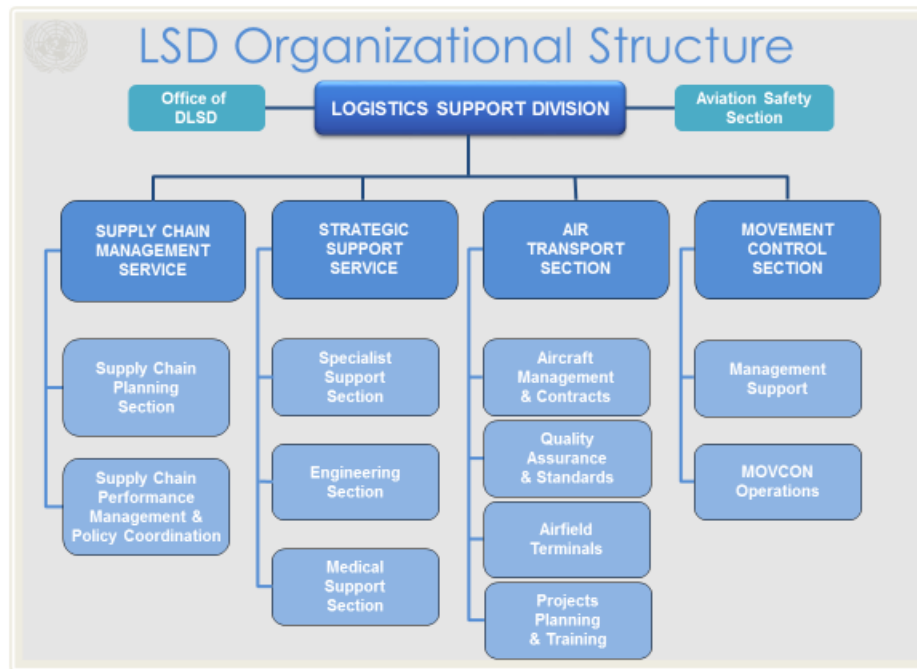 LSD Organizational Structure
Office of
DLSD
LOGISTICS SUPPORT DIVISION
Aviation Safety
Section
SUPPLY CHAIN
MANAGEMENT
SERVICE
Supply Chain
Planning
Section
Supply Chain
Performance
Management &
Policy Coordination
STRATEGIC
SUPPORT
SERVICE
Specialist
Support
Section
Engineering
Section
Medical
Support
Section
AIR
TRANSPORT
SECTION
Aircraft
Management
& Contracts
Quality
Assurance
& Standards
Airfield
Terminals
Projects
Planning
& Training
MOVEMENT
CONTROL
SECTION
Management
Support
MOVCON
Operations